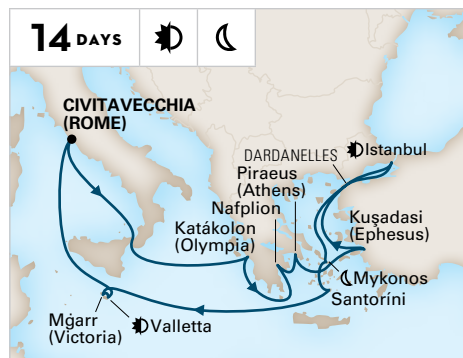 14 DAYS
CIVITAVECCHIA
(ROME)
DARDANELLES
Istanbul
Piraeus
(Athens)
Nafplion
Katákolon
(Olympia)
Kuşadasi
(Ephesus)
Mykonos
Santoríni
Mġarr
(Victoria)
Valletta